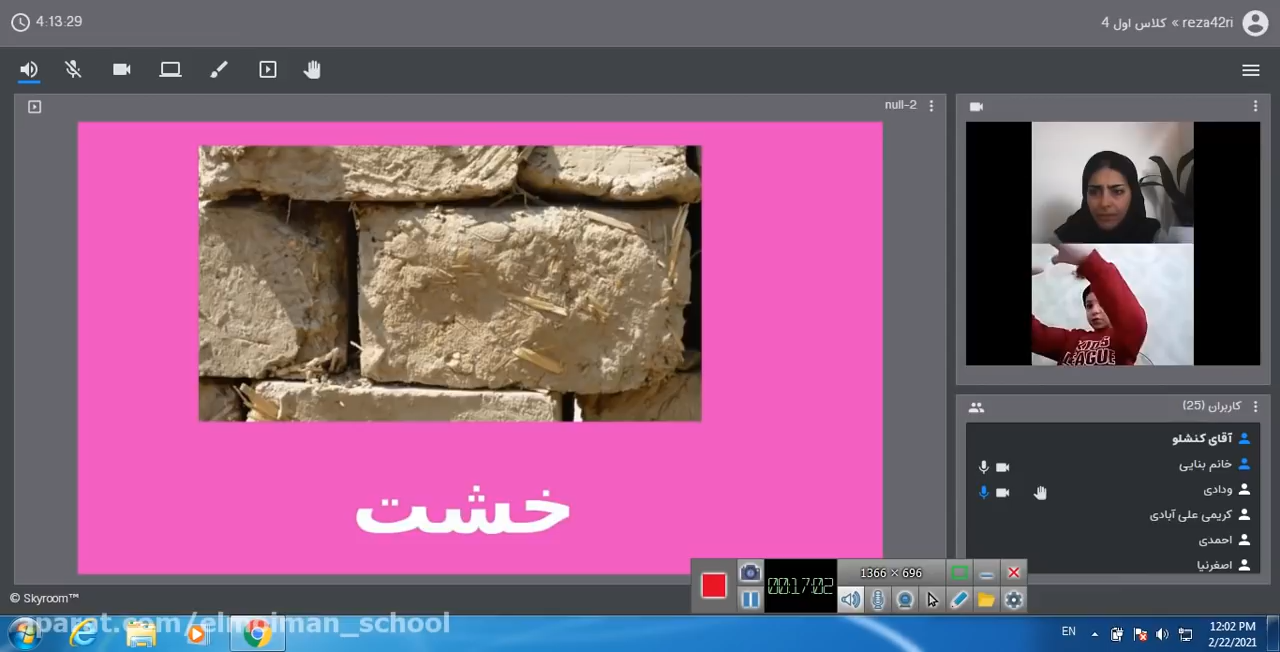 4:13:29
reza42ri » کلاس اول 4
null-2
خشت
KINGS
LEAGUE
کاربران (25)
آقای کنشلو
خانم بنایی
ودادی
کریمی علی آبادی
احمدی
اصغرنیا
1366 × 696
00:17:02
© Skyroom™
aparat.com/elmoiman_school
EN
12:02 PM
2/22/2021